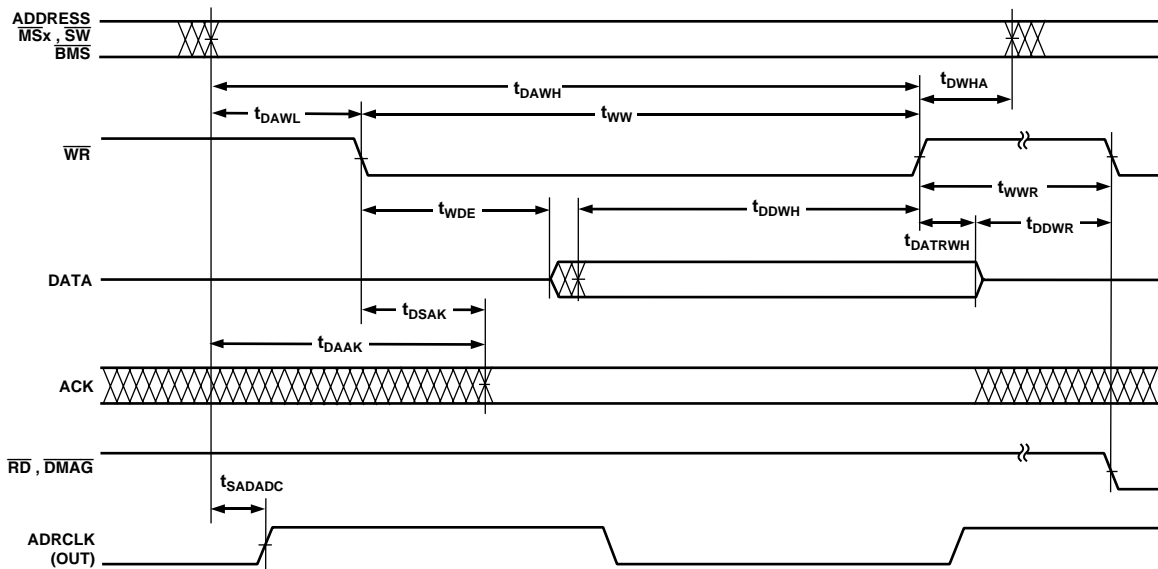 ADDRESS
MSx , SW
BMS
tDAWH
tDWHA
tDAWL
tWW
WR
tWWR
tWDE
tDDWH
tDATRWH
tDDWR
DATA
tDSAK
tDAAK
ACK
RD , DMAG
tSADADC
ADRCLK
(OUT)